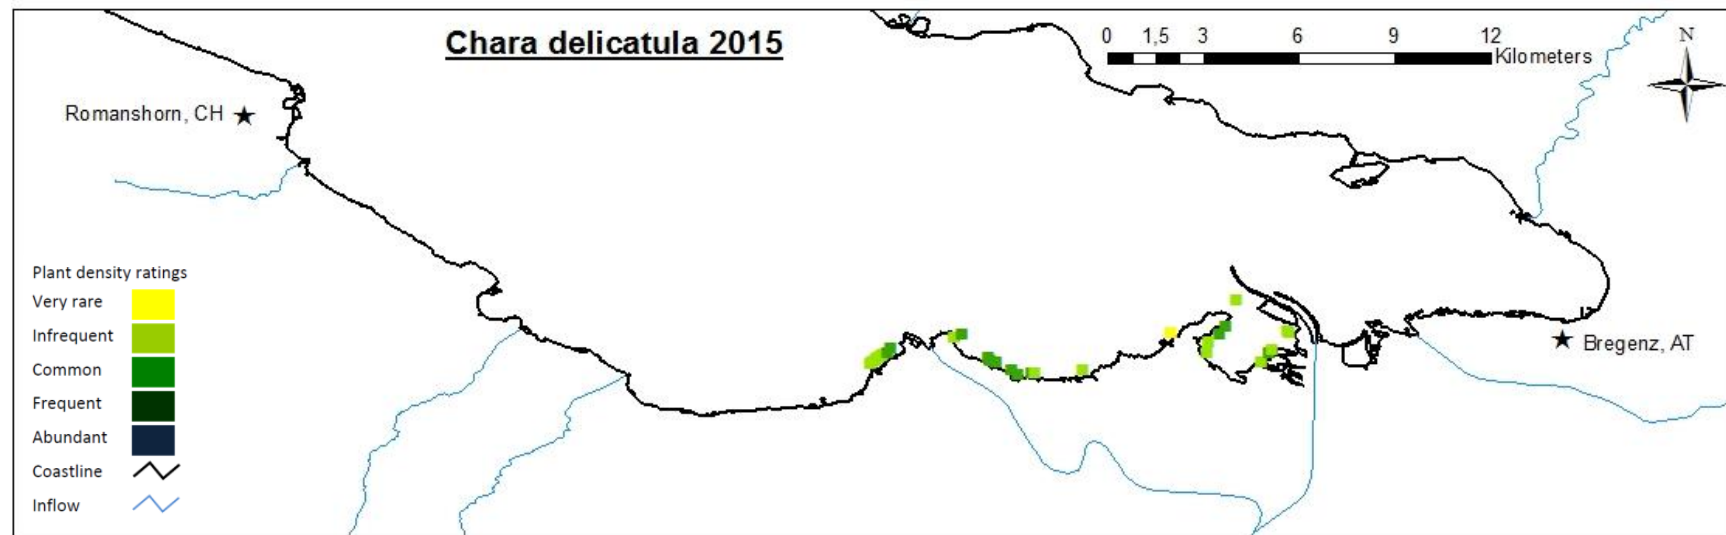 Chara delicatula 2015
0 1,5 3 6 9 12
Kilometers
N
Romanshorn, CH
Plant density ratings
Very rare
Infrequent
Common
Frequent
Abundant
Coastline
Inflow
Bregenz, AT